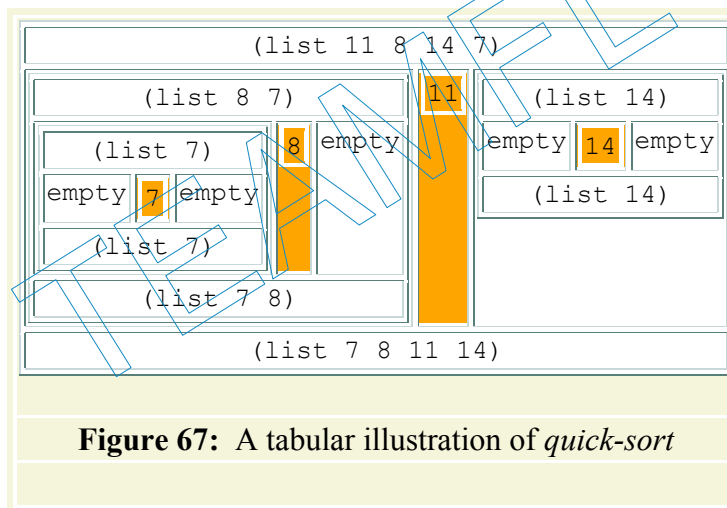 (list 11 8 14 7)
(list 8 7) 11 (list 14)
(list 7) 8 empty empty 14 empty
empty 7 empty (list 14)
(list 7)
(list 7 8)
(list 7 8 11 14)
Figure 67: A tabular illustration of quick-sort
TEAMFL